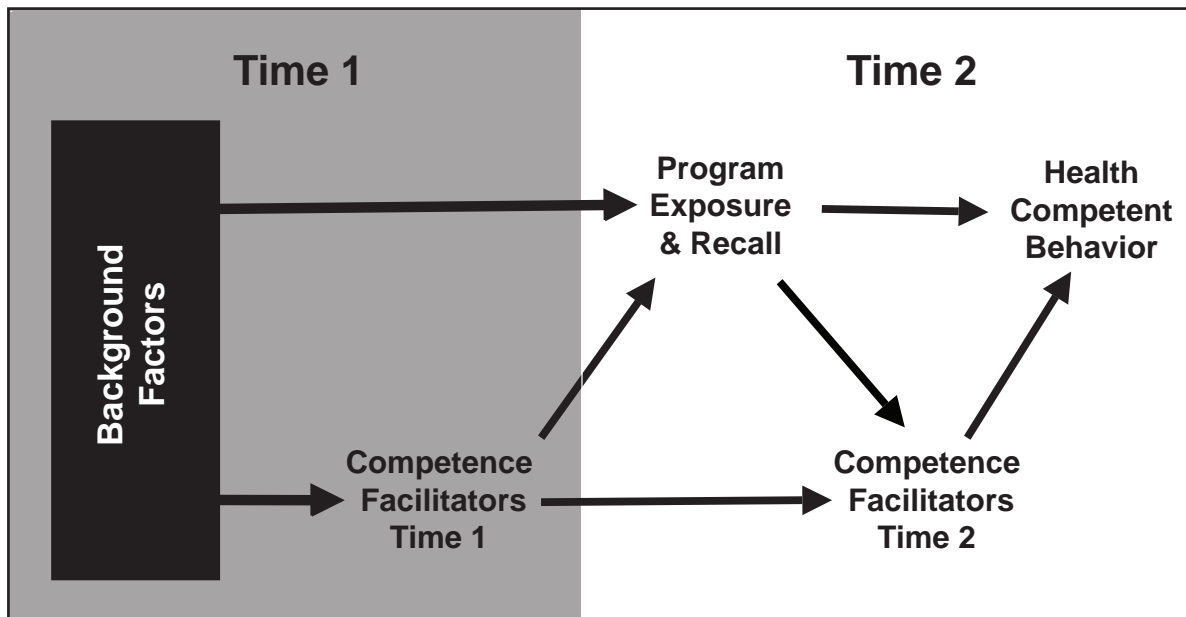 Time 1
Time 2
Background
Factors
Program
Exposure
& Recall
Health
Competent
Behavior
Competence
Facilitators
Time 1
Competence
Facilitators
Time 2